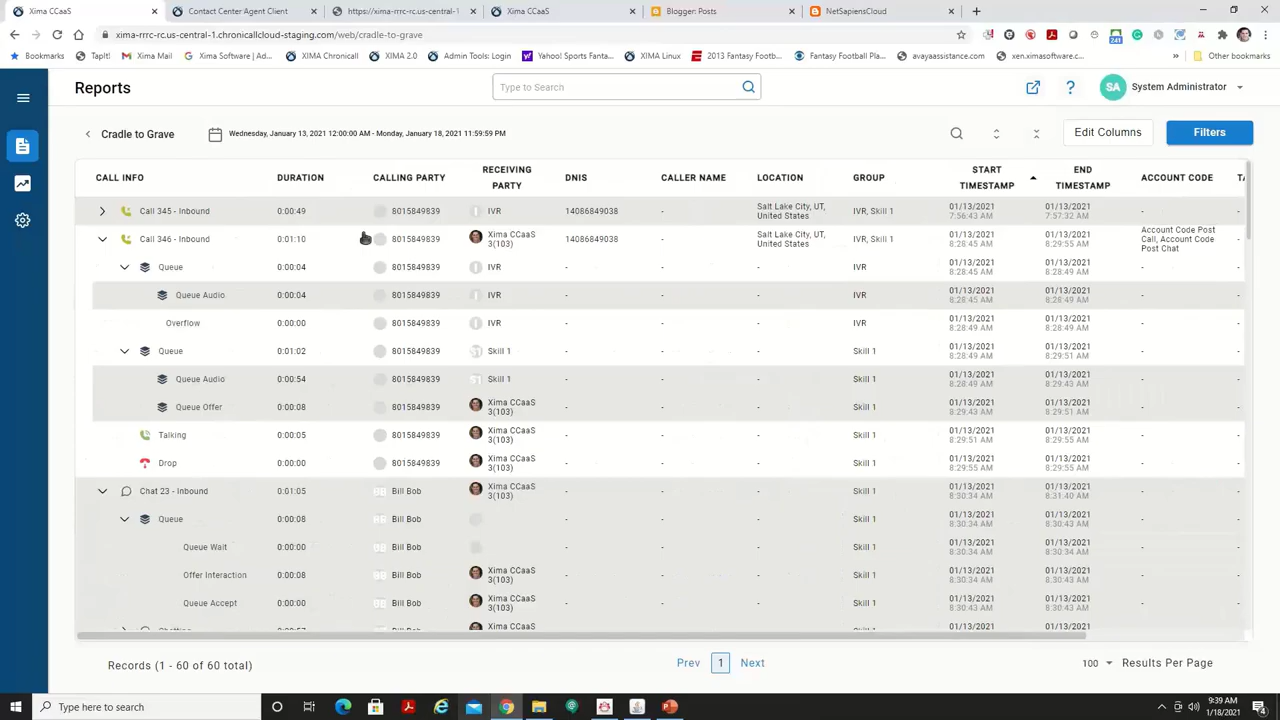 Xima CCaaS
Contact Center Agent Client
https://xima-rrrc-rc.us-central-1
Xima CCaaS
Blogger: Posts
NetSapiensCloud
xima-rrrc-rc.us-central-1.chronicallcloud-staging.com/web/cradle-to-grave
Bookmarks
TapIt!
Xima Mail
Xima Software | Ad...
XIMA Chronicall
XIMA 2.0
Admin Tools: Login
Yahoo! Sports Fanta...
XIMA Linux
2013 Fantasy Footb...
Fantasy Football Pla...
avayaassistance.com
xen.ximasoftware.c...
Other bookmarks
Reports
Type to Search
SA
System Administrator
Cradle to Grave
Wednesday, January 13, 2021 12:00:00 AM - Monday, January 18, 2021 11:59:59 PM
Edit Columns
Filters
CALL INFO DURATION CALLING PARTY RECEIVING PARTY DNIS CALLER NAME LOCATION GROUP START TIMESTAMP END TIMESTAMP ACCOUNT CODE
Call 345 - Inbound 0:00:49 8015849839 I IVR 14086849038 - Salt Lake City, UT, United States IVR, Skill 1 01/13/2021 7:56:43 AM 01/13/2021 7:57:32 AM - -
Call 346 - Inbound 0:01:10 8015849839 Xima CCaaS 3(103) 14086849038 - Salt Lake City, UT, United States IVR, Skill 1 01/13/2021 8:28:45 AM 01/13/2021 8:29:55 AM Account Code Post Call, Account Code Post Chat -
Queue 0:00:04 8015849839 I IVR - - - IVR 01/13/2021 8:28:45 AM 01/13/2021 8:28:49 AM - -
Queue Audio 0:00:04 8015849839 I IVR - - - IVR 01/13/2021 8:28:45 AM 01/13/2021 8:28:49 AM - -
Overflow 0:00:00 8015849839 I IVR - - - IVR 01/13/2021 8:28:49 AM 01/13/2021 8:28:49 AM - -
Queue 0:01:02 8015849839 S1 Skill 1 - - - Skill 1 01/13/2021 8:28:49 AM 01/13/2021 8:29:51 AM - -
Queue Audio 0:00:54 8015849839 S1 Skill 1 - - - Skill 1 01/13/2021 8:28:49 AM 01/13/2021 8:29:43 AM - -
Queue Offer 0:00:08 8015849839 Xima CCaaS 3(103) - - - Skill 1 01/13/2021 8:29:43 AM 01/13/2021 8:29:51 AM - -
Talking 0:00:05 8015849839 Xima CCaaS 3(103) - - - Skill 1 01/13/2021 8:29:51 AM 01/13/2021 8:29:55 AM - -
Drop 0:00:00 8015849839 Xima CCaaS 3(103) - - - Skill 1 01/13/2021 8:29:55 AM 01/13/2021 8:29:55 AM - -
Chat 23 - Inbound 0:01:05 BB Bill Bob Xima CCaaS 3(103) - - - Skill 1 01/13/2021 8:30:34 AM 01/13/2021 8:31:40 AM - -
Queue 0:00:08 BB Bill Bob - - - Skill 1 01/13/2021 8:30:34 AM 01/13/2021 8:30:43 AM - -
Queue Wait 0:00:00 BB Bill Bob - - - Skill 1 01/13/2021 8:30:34 AM 01/13/2021 8:30:34 AM - -
Offer Interaction 0:00:08 BB Bill Bob Xima CCaaS 3(103) - - - Skill 1 01/13/2021 8:30:34 AM 01/13/2021 8:30:43 AM - -
Queue Accept 0:00:00 BB Bill Bob Xima CCaaS 3(103) - - - Skill 1 01/13/2021 8:30:43 AM 01/13/2021 8:30:43 AM - -
Xima CCaaS 01/13/2021 01/13/2021
Records (1 - 60 of 60 total)
Prev 1 Next
100 Results Per Page
Type here to search
9:39 AM
1/18/2021